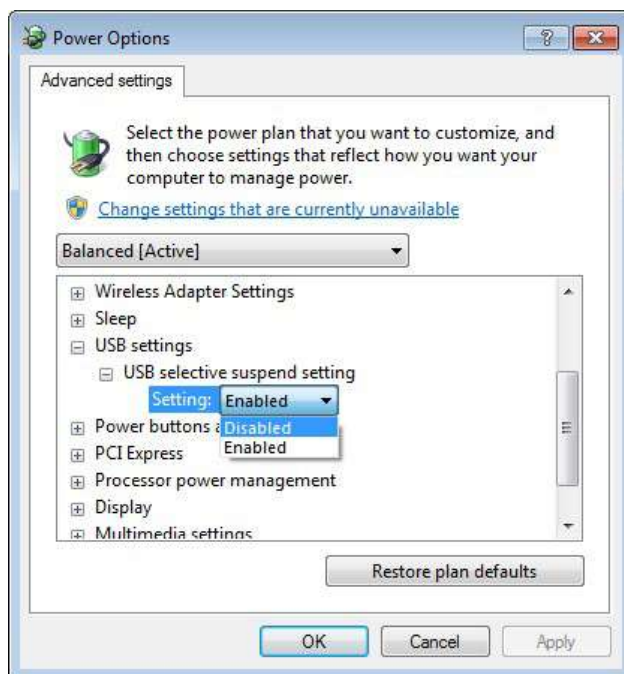 Power Options
Advanced settings
Select the power plan that you want to customize, and
then choose settings that reflect how you want your
computer to manage power.
Change settings that are currently unavailable
Balanced [Active]
Wireless Adapter Settings
Sleep
USB settings
USB selective suspend setting
Setting: Enabled
Disabled
Enabled
Power buttons
PCI Express
Processor power management
Display
Multimedia settings
Restore plan defaults
OK Cancel Apply